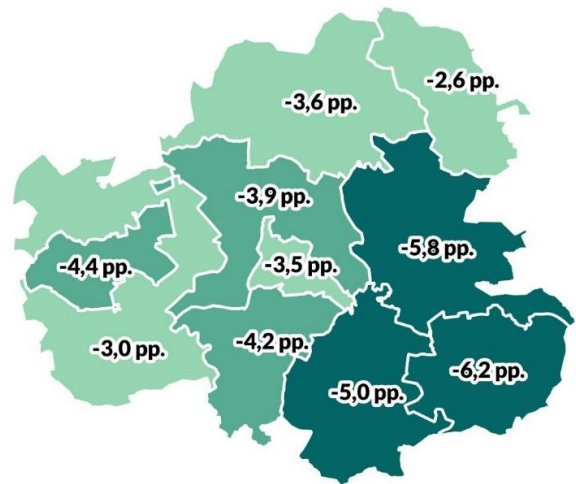 -2,6 pp.
-3,6 pp.
-3,9 pp.
-5,8 pp.
-3,5 pp.
-4,4 pp.
-4,2 pp.
-3,0 pp.
-6,2 pp.
-5,0 pp.